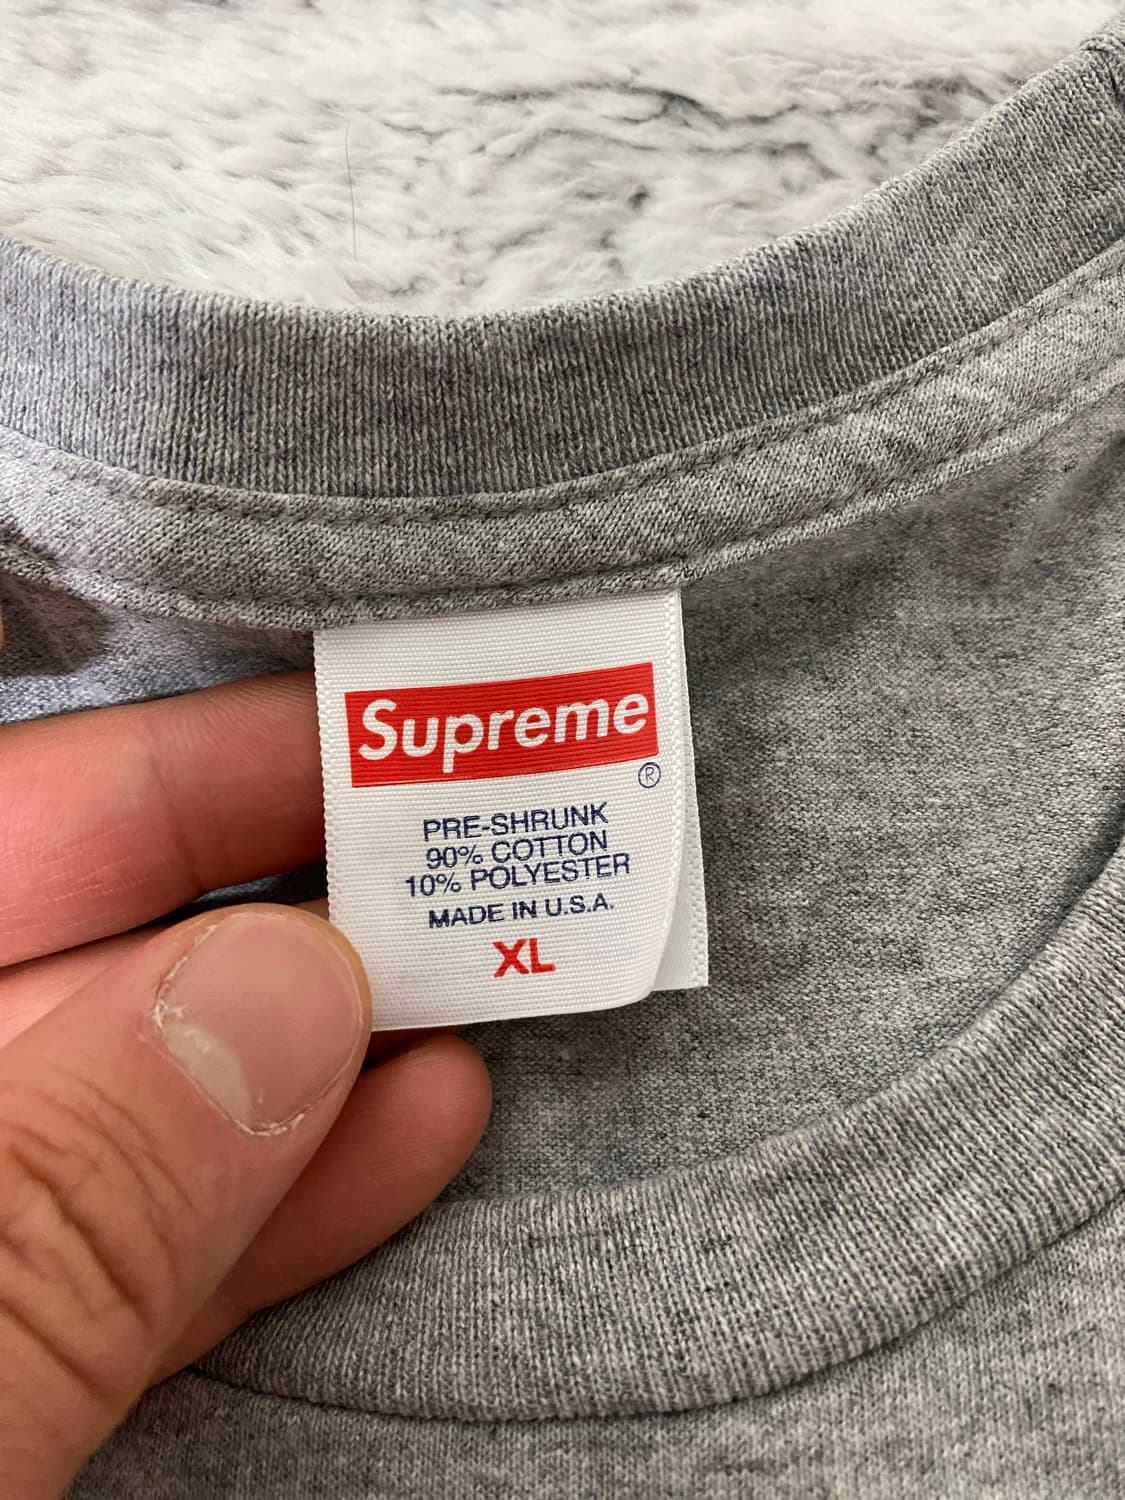 Supreme
®
PRE-SHRUNK
90% COTTON
10% POLYESTER
MADE IN U.S.A.
XL